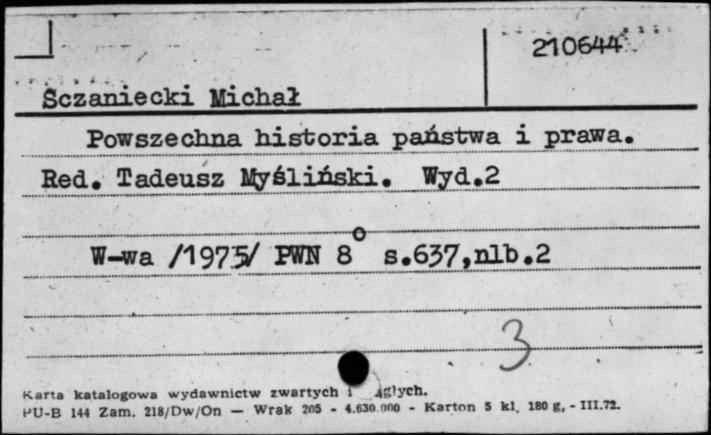 210644
Sczaniecki Michał
Powszechna historia państwa i prawa.
Red. Tadeusz Myśliński. Wyd.2
W-wa /1975/ PWN 8° s.637,nlb.2
3
Karta katalogowa wydawnictw zwartych i
PU-B 144 Zam. 218/Dw/On — Wrak 205 - 4.630.000 - Karton 5 kl. 180 g, - III.72.